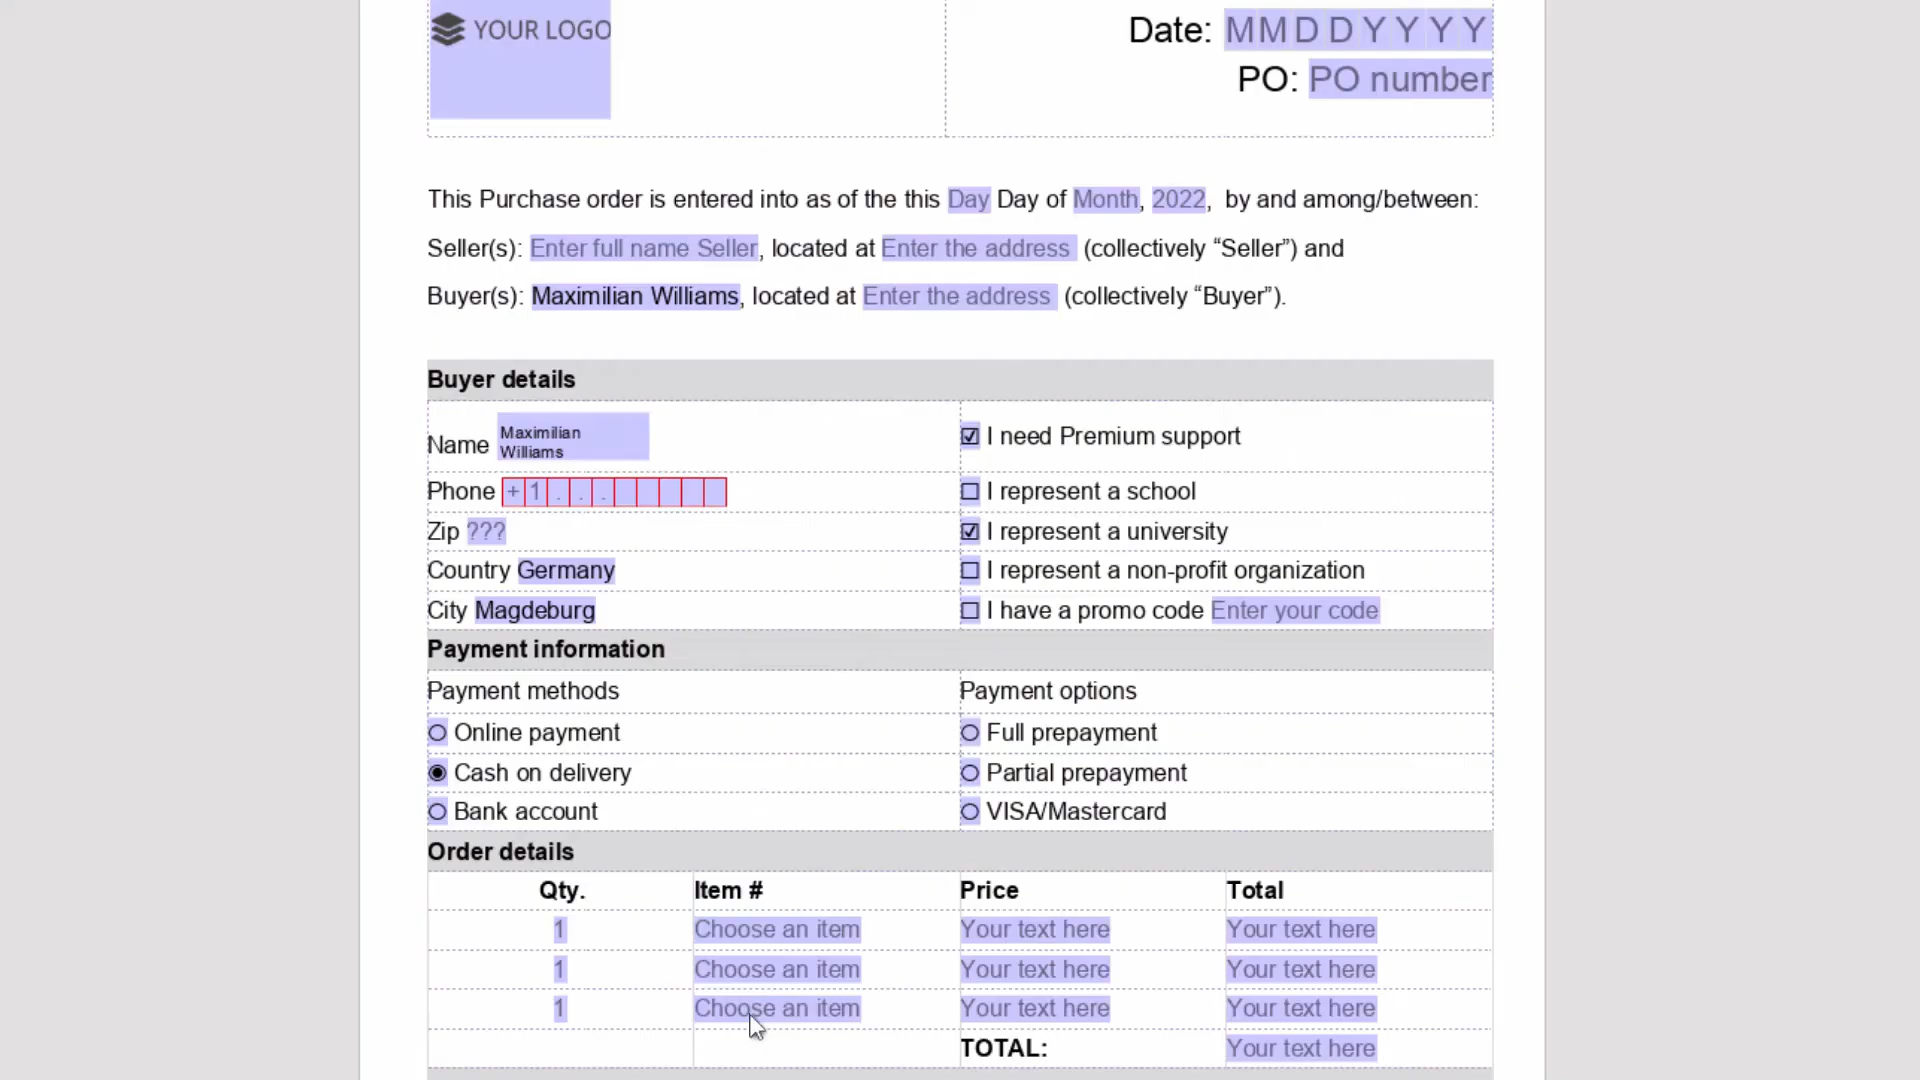 YOUR LOGO
Date: MMDDYYYY
PO: PO number
This Purchase order is entered into as of the this Day Day of Month, 2022, by and among/between:
Seller(s): Enter full name Seller, located at Enter the address (collectively “Seller”) and
Buyer(s): Maximilian Williams, located at Enter the address (collectively “Buyer”).
Buyer details
Name Maximilian
Williams
I need Premium support
Phone +1...
I represent a school
Zip ???
I represent a university
Country Germany
I represent a non-profit organization
City Magdeburg
I have a promo code Enter your code
Payment information
Payment methods
Payment options
Online payment
Full prepayment
Cash on delivery
Partial prepayment
Bank account
VISA/Mastercard
Order details
Qty. Item # Price Total
1 Choose an item Your text here Your text here
1 Choose an item Your text here Your text here
1 Choose an item Your text here Your text here
TOTAL: Your text here